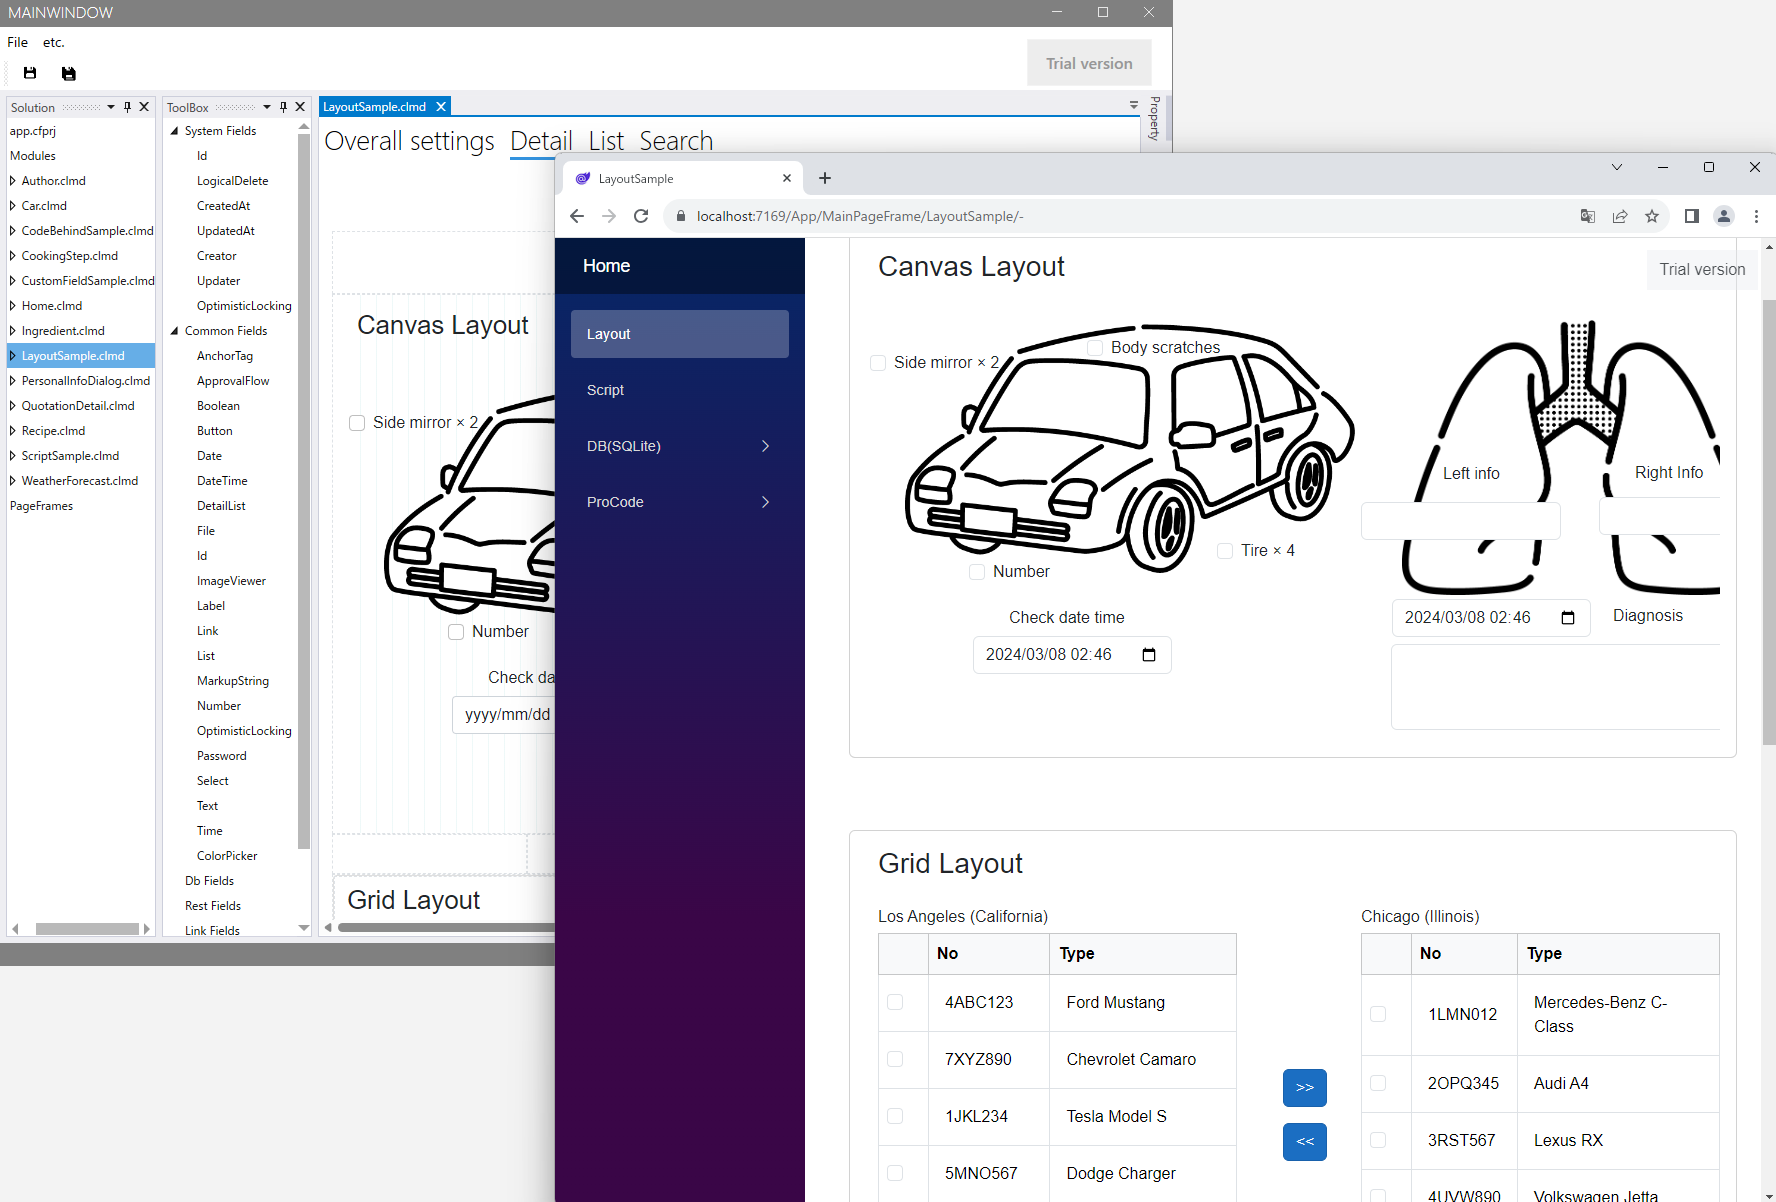 MAINWINDOW
File etc.
Trial version
Solution
app.cfprj
Modules
Author.clmd
Car.clmd
CodeBehindSample.clmd
CookingStep.clmd
CustomFieldSample.clmd
Home.clmd
Ingredient.clmd
LayoutSample.clmd
PersonalInfoDialog.clmd
QuotationDetail.clmd
Recipe.clmd
ScriptSample.clmd
WeatherForecast.clmd
PageFrames
ToolBox
System Fields
Id
LogicalDelete
CreatedAt
UpdatedAt
Creator
Updater
OptimisticLocking
Common Fields
AnchorTag
ApprovalFlow
Boolean
Button
Date
DateTime
DetailList
File
Id
ImageViewer
Label
Link
List
MarkupString
Number
OptimisticLocking
Password
Select
Text
Time
ColorPicker
Db Fields
Rest Fields
Link Fields
LayoutSample.clmd
Property
Overall settings Detail List Search
Canvas Layout
Side mirror × 2
Number
Check da
yyyy/mm/dd
Grid Layout
LayoutSample
localhost:7169/App/MainPageFrame/LayoutSample/-
Home
Layout
Script
DB(SQLite)
ProCode
Canvas Layout
Trial version
Side mirror × 2
Body scratches
Tire × 4
Number
Check date time
2024/03/08 02:46
Left info
Right Info
2024/03/08 02:46
Diagnosis
Grid Layout
Los Angeles (California)
No Type
4ABC123 Ford Mustang
7XYZ890 Chevrolet Camaro
1JKL234 Tesla Model S
5MNO567 Dodge Charger
>>
<<
Chicago (Illinois)
No Type
1LMN012 Mercedes-Benz C-
Class
2OPQ345 Audi A4
3RST567 Lexus RX
4UVW890 Volkswagen Jetta